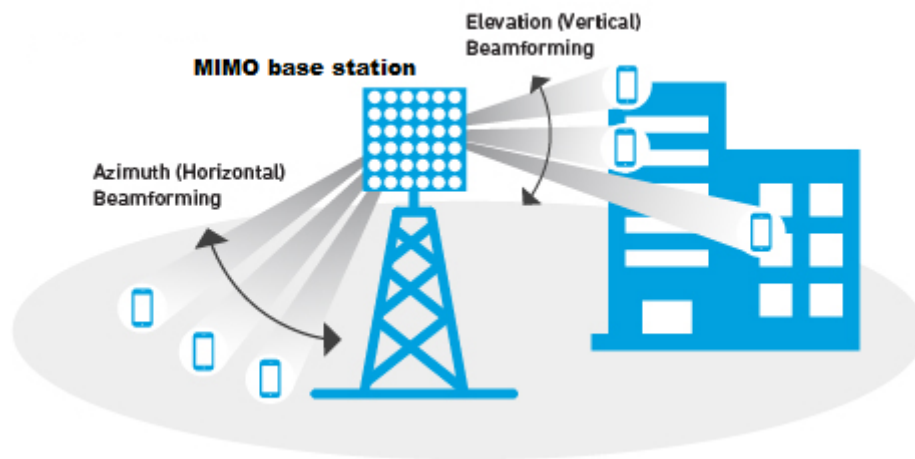 Elevation (Vertical)
Beamforming
MIMO base station
Azimuth (Horizontal)
Beamforming